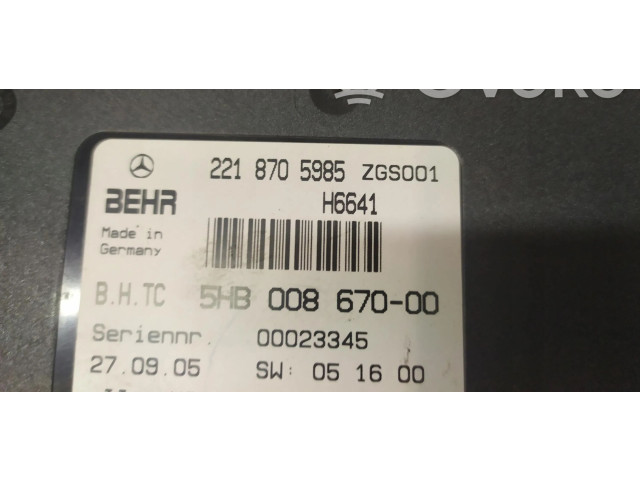 221 870 5985 ZGS001
BEHR H6641
Made in
Germany
B.H.TC 5HB 008 670-00
Seriennr. 00023345
27.09.05 SW: 05 16 00